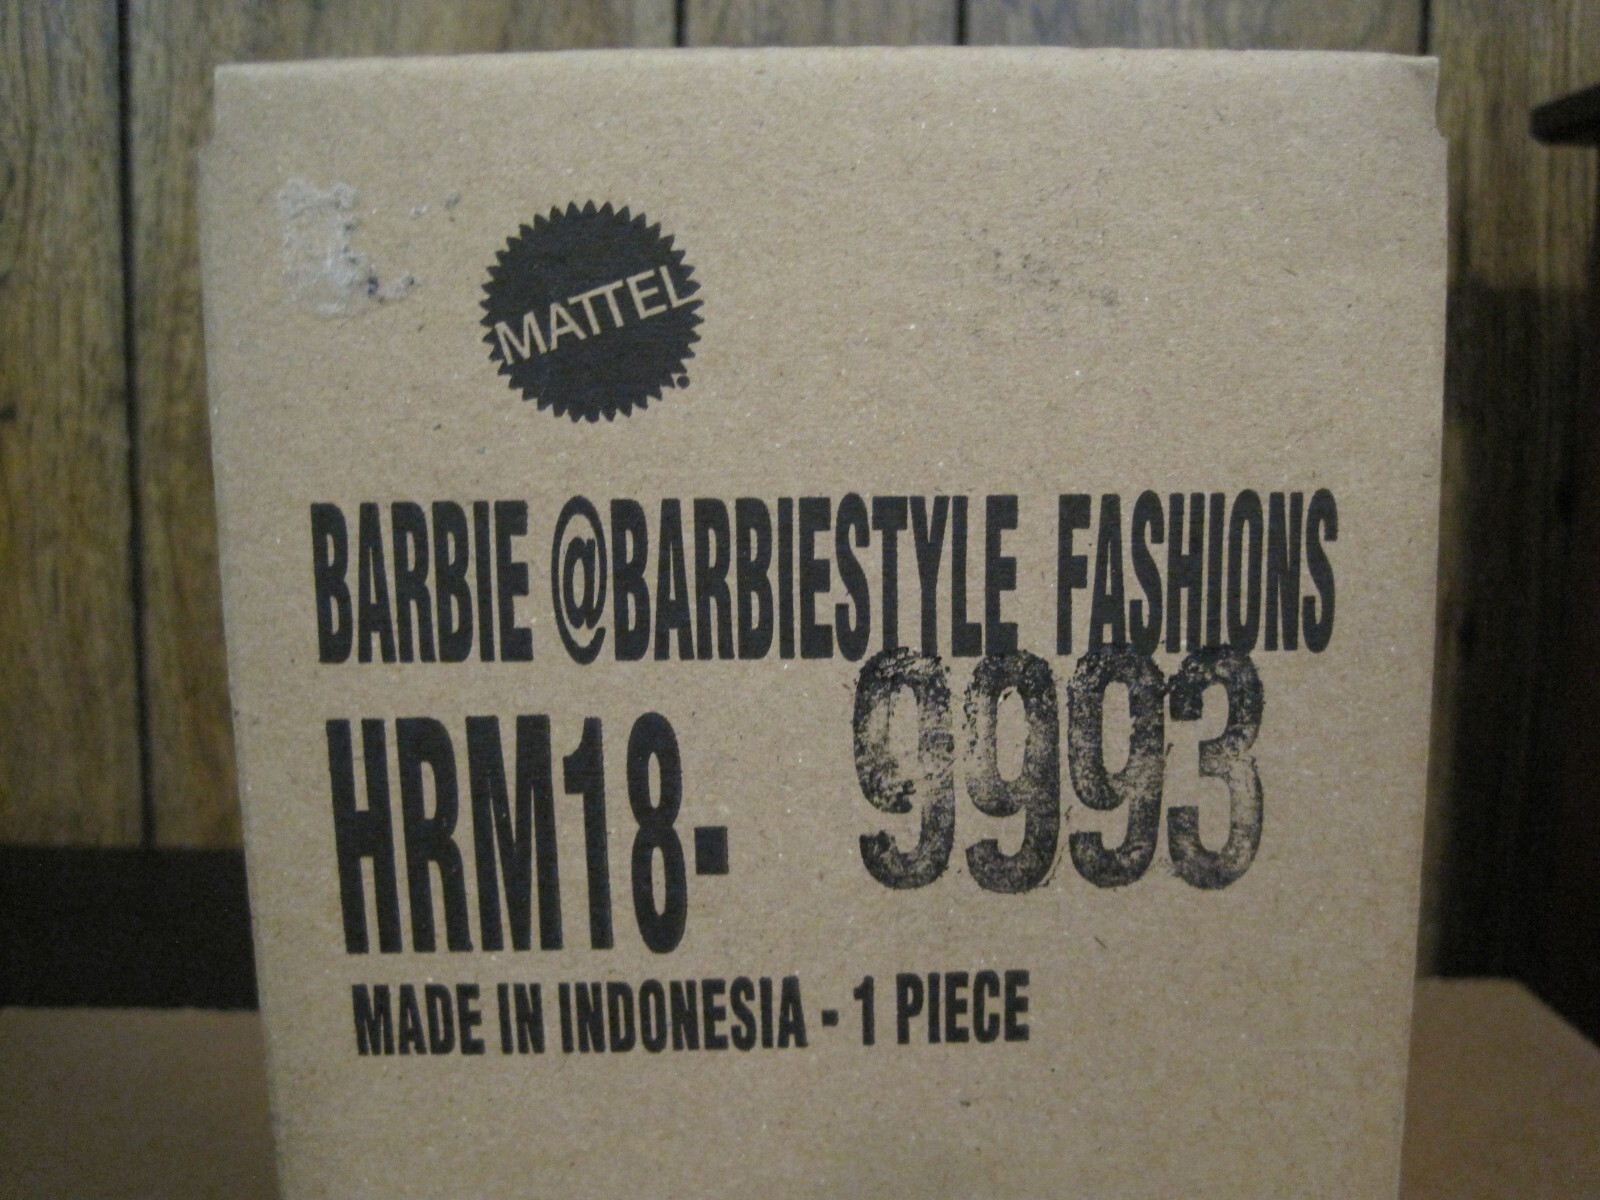 MATTEL
BARBIE @BARBIESTYLE FASHIONS
HRM18- 9993
MADE IN INDONESIA - 1 PIECE